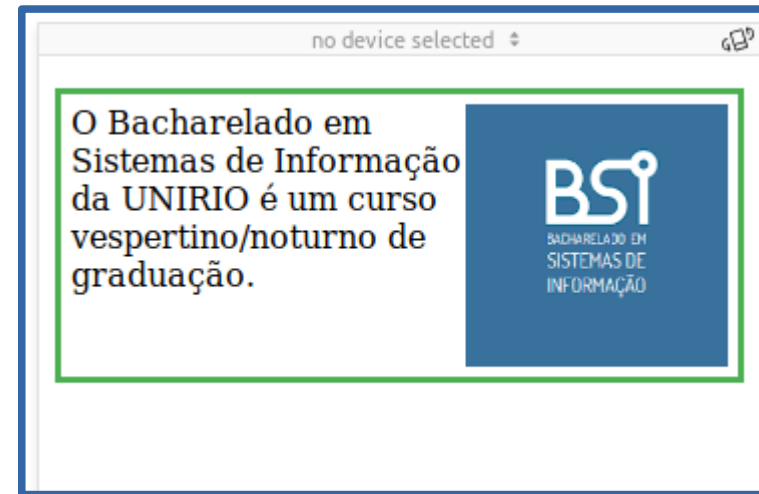 no device selected
O Bacharelado em
Sistemas de Informação
da UNIRIO é um curso
vespertino/noturno de
graduação.
BSI
BACHARELADO EM
SISTEMAS DE
INFORMAÇÃO